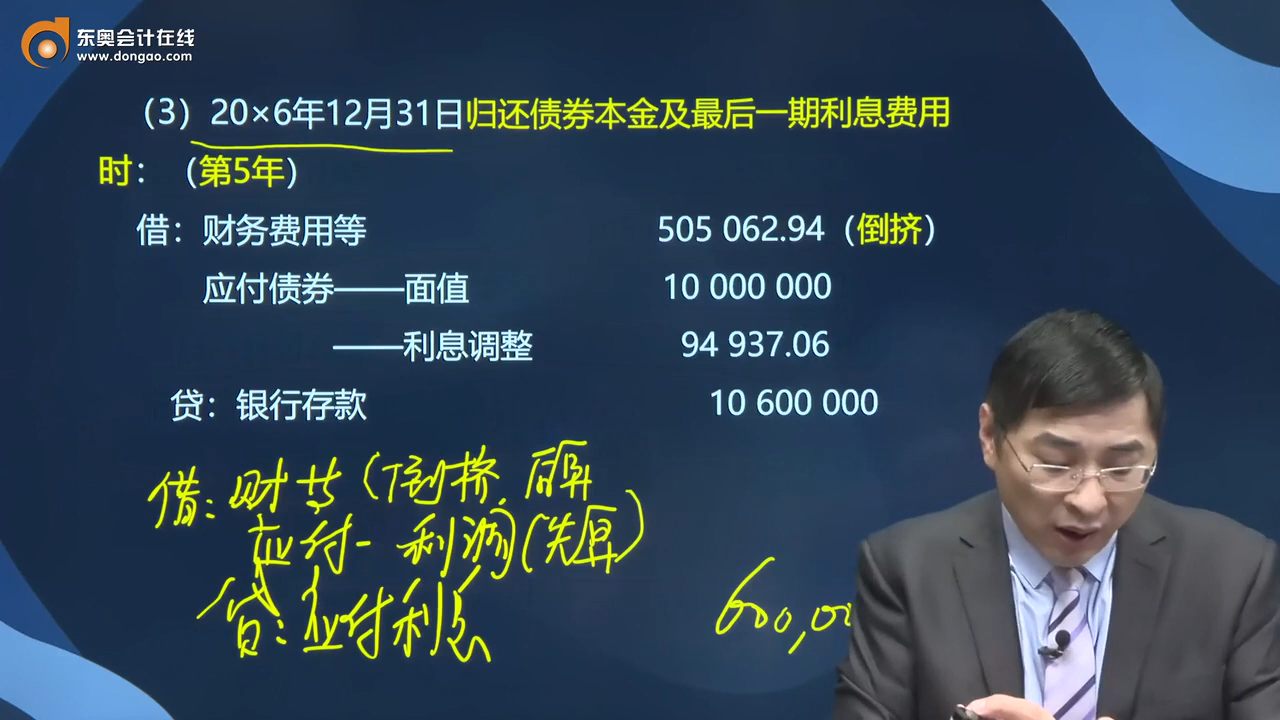 东奥会计在线
www.dongao.com
（3）20×6年12月31日归还债券本金及最后一期利息费用
时：（第5年）
借：财务费用等 505 062.94（倒挤）
应付债券——面值 10 000 000
——利息调整 94 937.06
贷：银行存款 10 600 000
借：财务（倒挤，后算
应付-利调（先算）
贷：应付利息
600,00